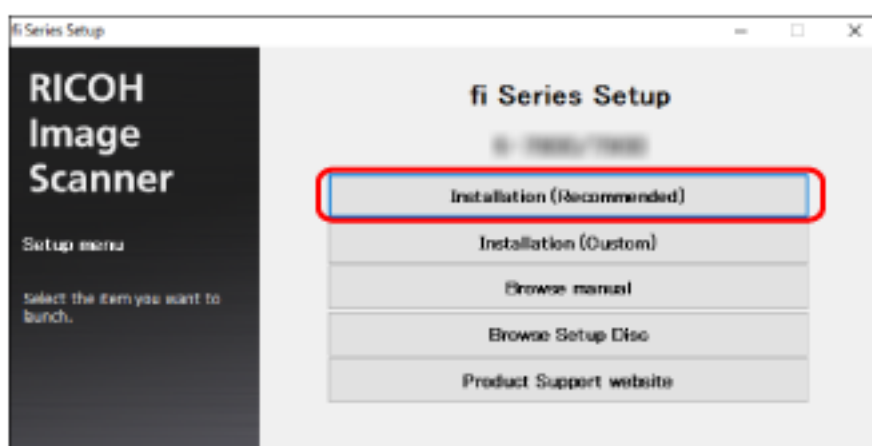 fi Series Setup
RICOH
Image
Scanner
Setup menu
Select the item you want to
launch.
fi Series Setup
Installation (Recommended)
Installation (Custom)
Browse manual
Browse Setup Disc
Product Support website